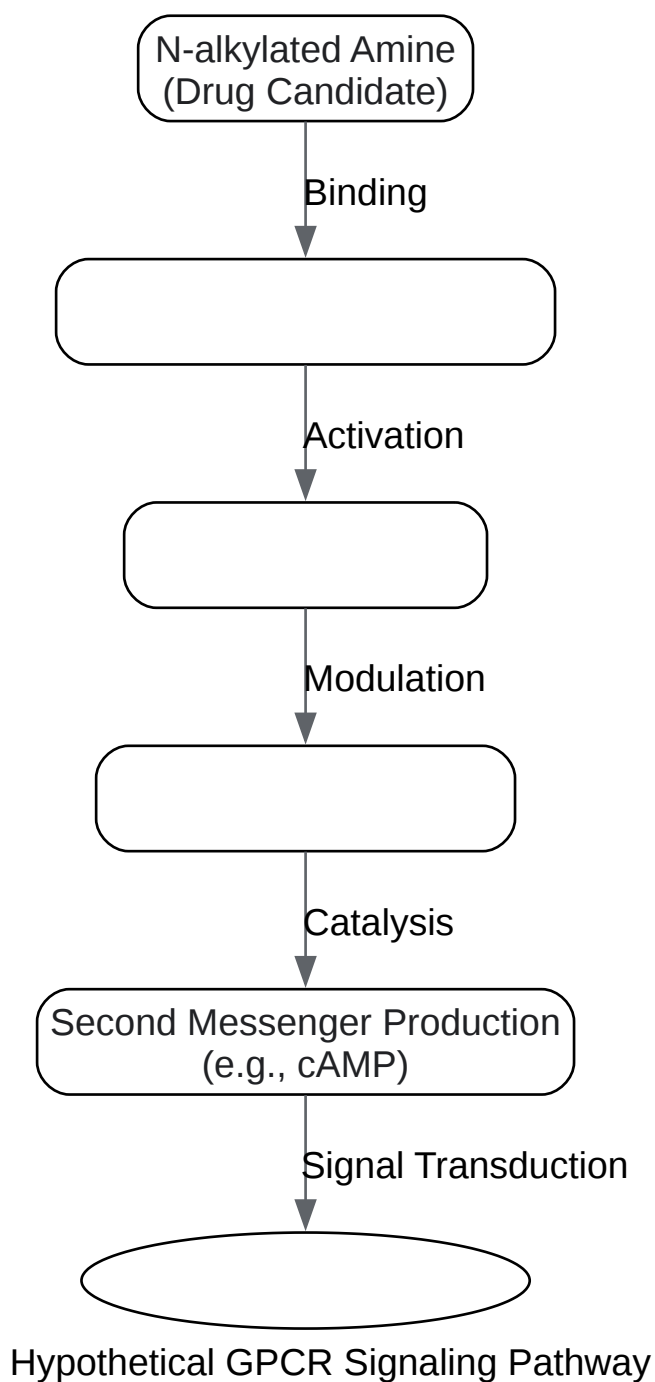 N-alkylated Amine
(Drug Candidate)
Binding
Activation
Modulation
Catalysis
Second Messenger Production
(e.g., cAMP)
Signal Transduction
Hypothetical GPCR Signaling Pathway